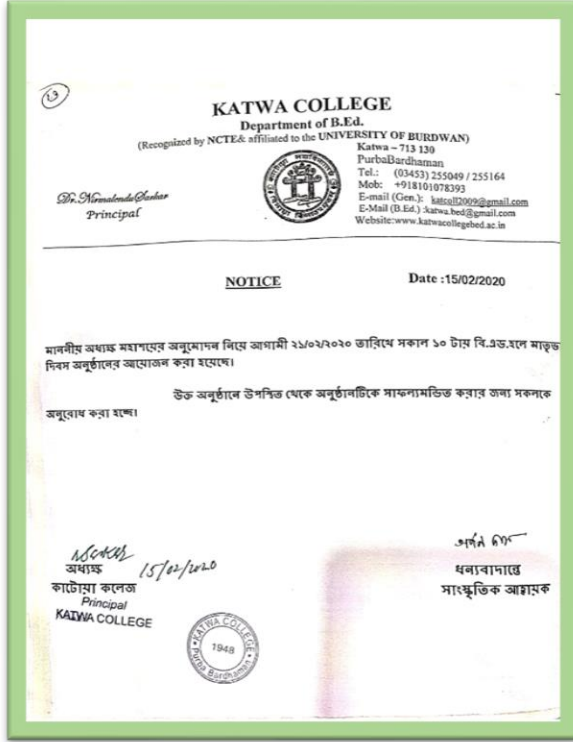 KATWA COLLEGE
Department of B.Ed.
(Recognized by NCTE& affiliated to the UNIVERSITY OF BURDWAN)
Katwa – 713 130
PurbaBardhaman
Tel.: (03453) 255049 / 255164
Mob: +918101078393
E-mail (Gen.): katcoll2009@gmail.com
E-Mail (B.Ed.) :katwa.bed@gmail.com
Website:www.katwacollegebed.ac.in
Dr. Nirmalendu Sarkar
Principal
NOTICE
Date :15/02/2020
মাননীয় অধ্যক্ষ মহাশয়ের অনুমোদন নিয়ে আগামী ২১/০২/২০২০ তারিখে সকাল ১০ টায় বি.এড.হলে মাতৃভ
দিবস অনুষ্ঠানের আয়োজন করা হয়েছে।
উক্ত অনুষ্ঠানে উপস্থিত থেকে অনুষ্ঠানটিকে সাফল্যমন্ডিত করার জন্য সকলকে
অনুরোধ করা হচ্ছে।
15/02/2020
অধ্যক্ষ
কাটোয়া কলেজ
Principal
KATWA COLLEGE
KATWA COLLEGE
1948
Purba Bardhaman
ধন্যবাদান্তে
সাংস্কৃতিক আহ্বায়ক